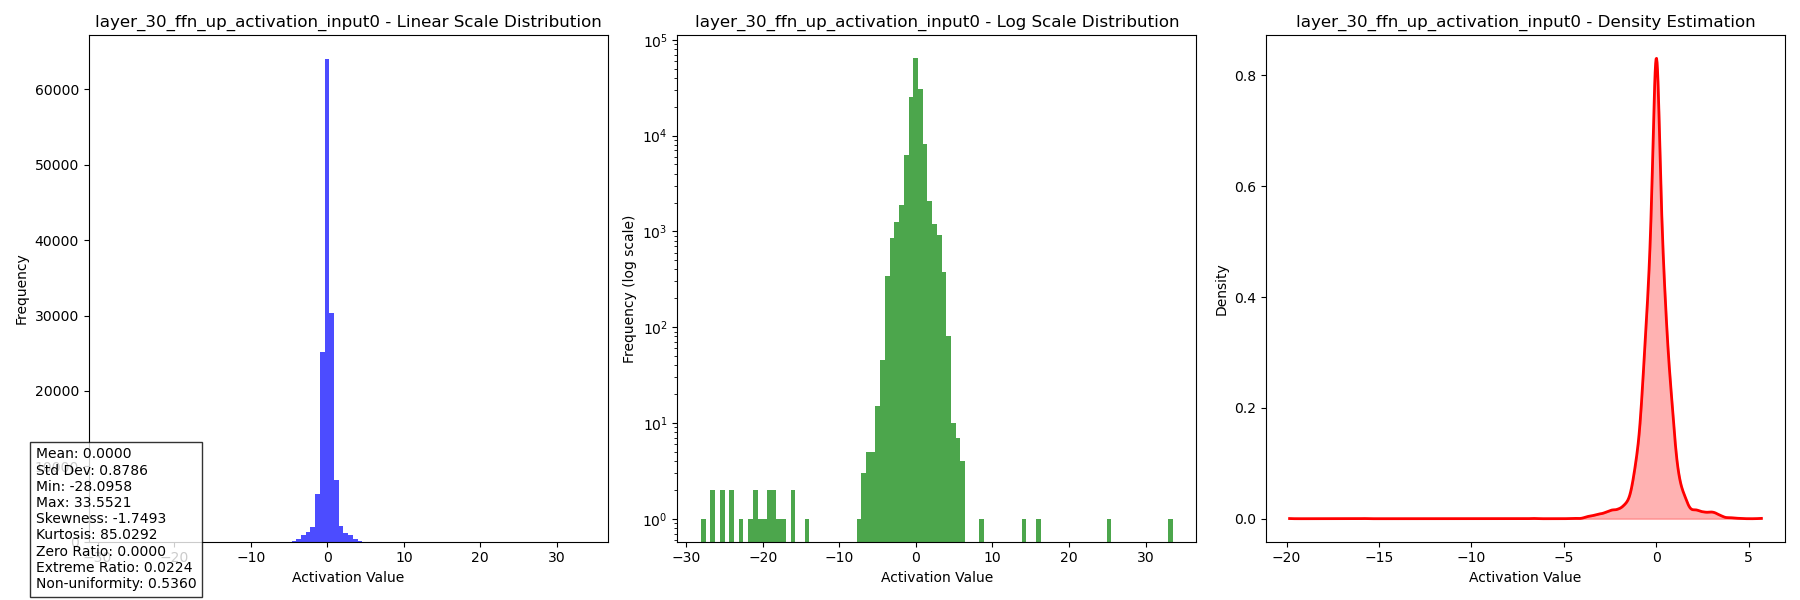 layer_30_ffn_up_activation_input0 - Linear Scale Distribution
Frequency
60000
50000
40000
30000
20000
−10
0
10
20
30
Activation Value
Mean: 0.0000
Std Dev: 0.8786
Min: -28.0958
Max: 33.5521
Skewness: -1.7493
Kurtosis: 85.0292
Zero Ratio: 0.0000
Extreme Ratio: 0.0224
Non-uniformity: 0.5360
layer_30_ffn_up_activation_input0 - Log Scale Distribution
Frequency (log scale)
10^5
10^4
10^3
10^2
10^1
10^0
−30
−20
−10
0
10
20
30
Activation Value
layer_30_ffn_up_activation_input0 - Density Estimation
Density
0.8
0.6
0.4
0.2
0.0
−20
−15
−10
−5
0
5
Activation Value